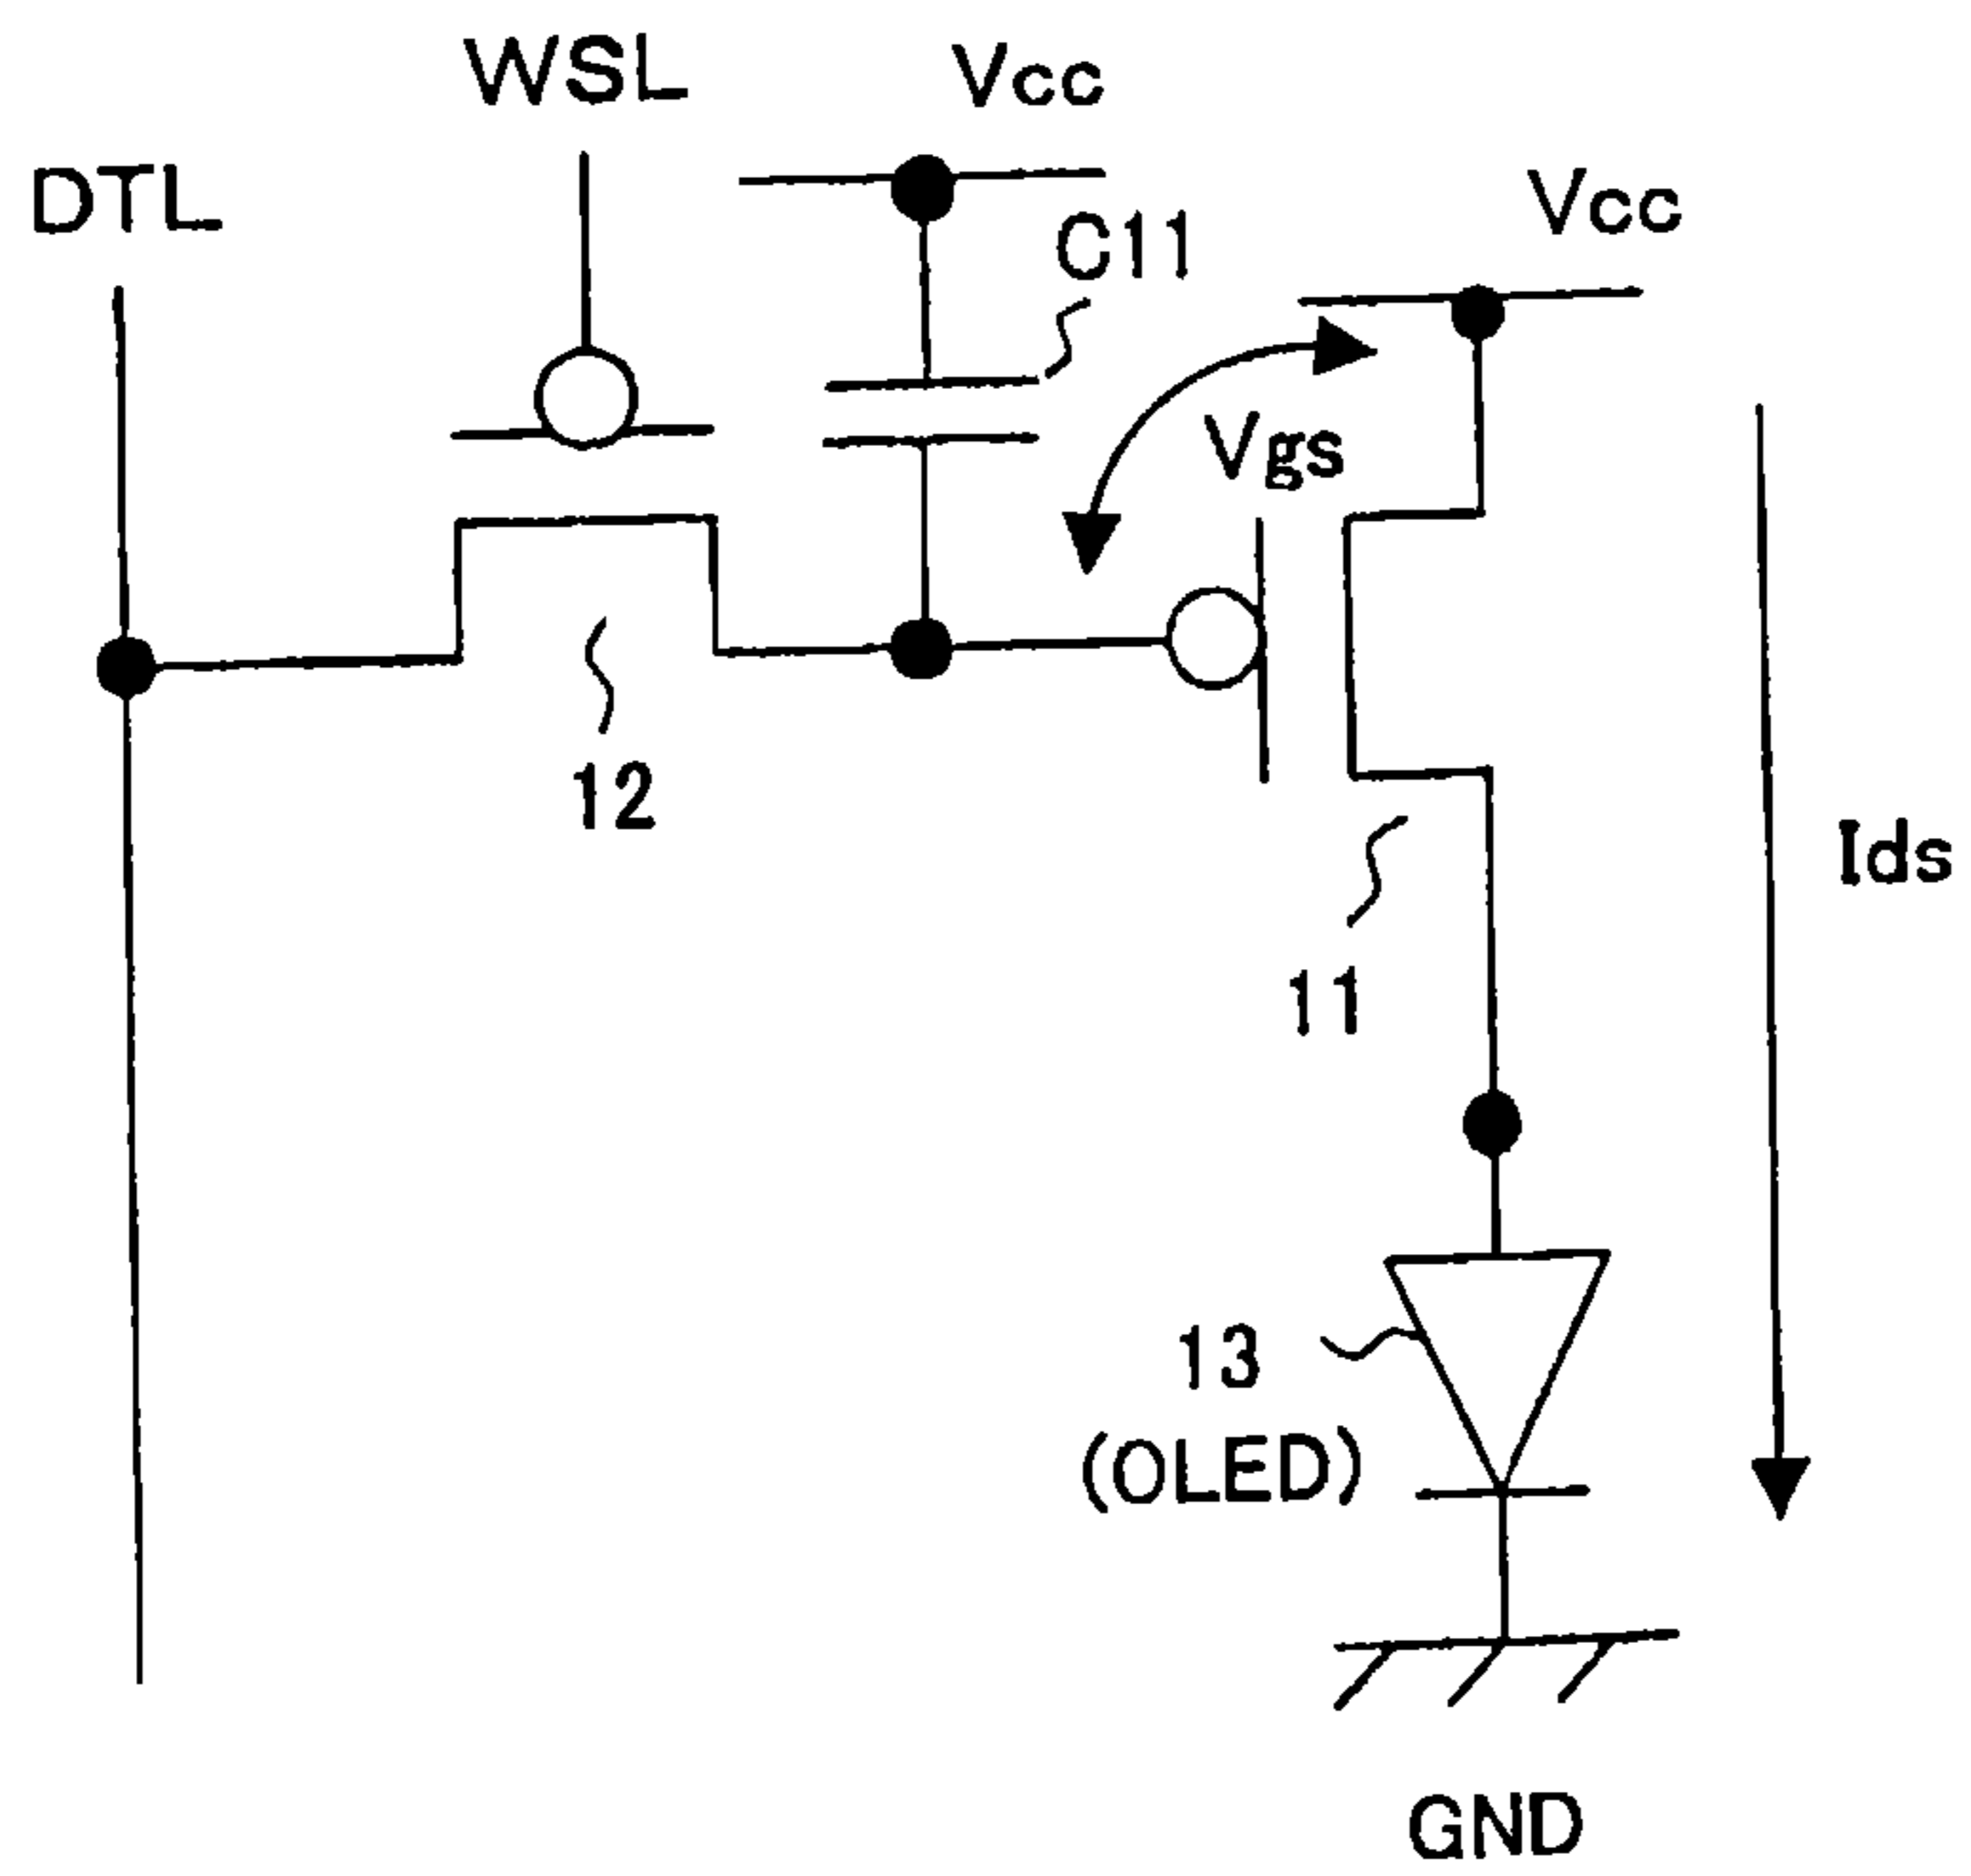 WSL
Vcc
DTL
C11
Vcc
Vgs
12
Ids
11
13
(OLED)
GND